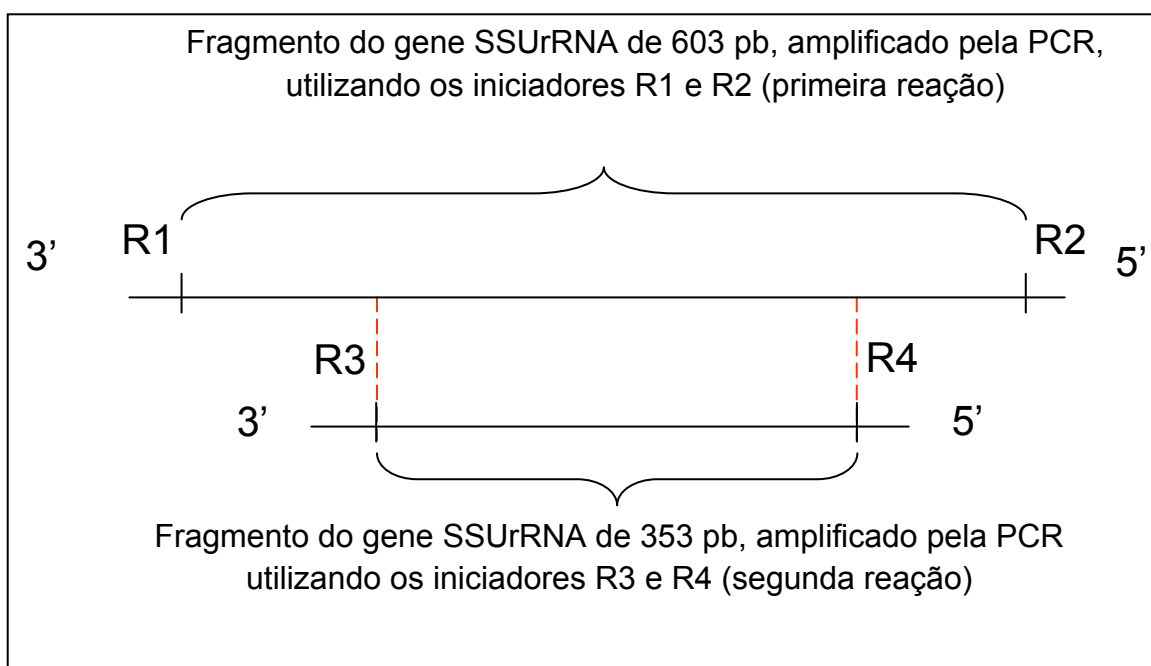 Fragmento do gene SSUrRNA de 603 pb, amplificado pela PCR,
utilizando os iniciadores R1 e R2 (primeira reação)
3’ R1 R2 5’
R3 R4
3’ 5’
Fragmento do gene SSUrRNA de 353 pb, amplificado pela PCR
utilizando os iniciadores R3 e R4 (segunda reação)